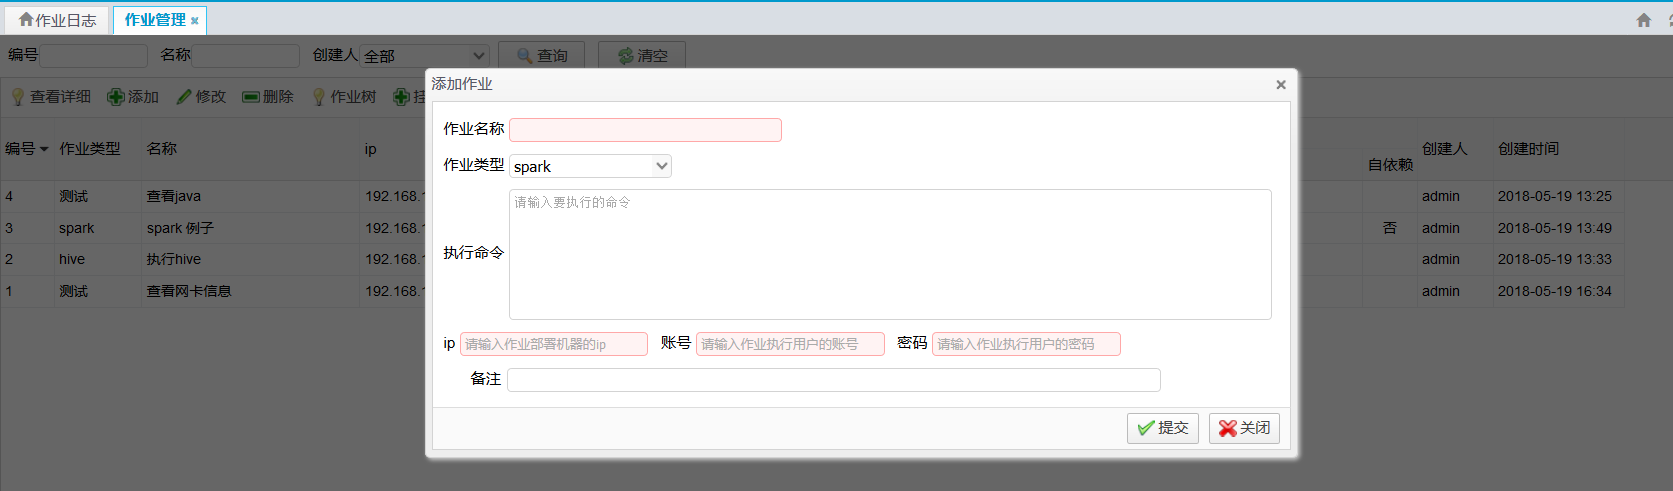 作业日志 作业管理
编号 名称 创建人 全部 查询 清空
添加作业
查看详细 添加 修改 删除 作业树 挂
作业名称
编号 作业类型 名称 ip 创建人 创建时间
自依赖
作业类型 spark
4 测试 查看java 192.168. admin 2018-05-19 13:25
请输入要执行的命令
3 spark spark 例子 192.168. 否 admin 2018-05-19 13:49
执行命令
2 hive 执行hive 192.168. admin 2018-05-19 13:33
1 测试 查看网卡信息 192.168. admin 2018-05-19 16:34
ip 请输入作业部署机器的ip 账号 请输入作业执行用户的账号 密码 请输入作业执行用户的密码
备注
提交 关闭